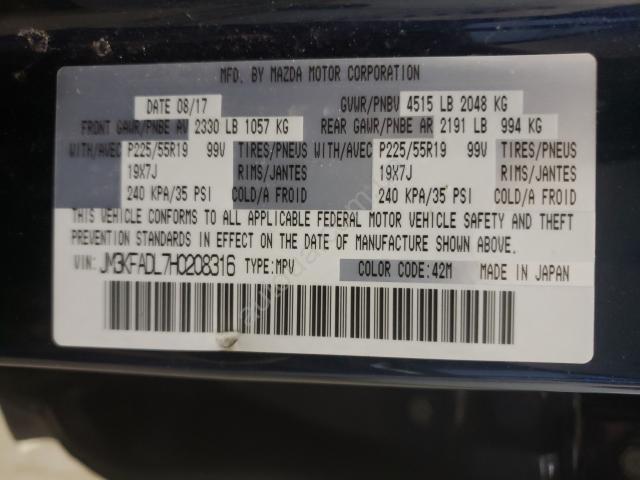 MFD. BY MAZDA MOTOR CORPORATION
DATE 08/17 GVWR/PNBV 4515 LB 2048 KG
FRONT GAWR/PNBE AV 2330 LB 1057 KG REAR GAWR/PNBE AR 2191 LB 994 KG
WITH/AVEC P225/55R19 99V TIRES/PNEUS WITH/AVEC P225/55R19 99V TIRES/PNEUS
19X7J RIMS/JANTES 19X7J RIMS/JANTES
240 KPA/35 PSI COLD/A FROID 240 KPA/35 PSI COLD/A FROID
THIS VEHICLE CONFORMS TO ALL APPLICABLE FEDERAL MOTOR VEHICLE SAFETY AND THEFT
PREVENTION STANDARDS IN EFFECT ON THE DATE OF MANUFACTURE SHOWN ABOVE.
VIN: JM3KFADL7H0208316 TYPE:MPV COLOR CODE:42M MADE IN JAPAN